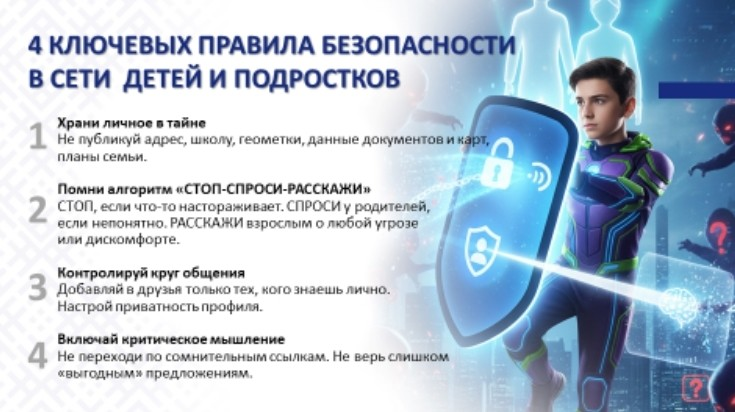 4 КЛЮЧЕВЫХ ПРАВИЛА БЕЗОПАСНОСТИ
В СЕТИ ДЕТЕЙ И ПОДРОСТКОВ
1
Храни личное в тайне
Не публикуй адрес, школу, геометки, данные документов и карт,
планы семьи.
2
Помни алгоритм «СТОП-СПРОСИ-РАССКАЖИ»
СТОП, если что-то настораживает. СПРОСИ у родителей,
если непонятно. РАССКАЖИ взрослым о любой угрозе
или дискомфорте.
3
Контролируй круг общения
Добавляй в друзья только тех, кого знаешь лично.
Настрой приватность профиля.
4
Включай критическое мышление
Не переходи по сомнительным ссылкам. Не верь слишком
«выгодным» предложениям.
?
?